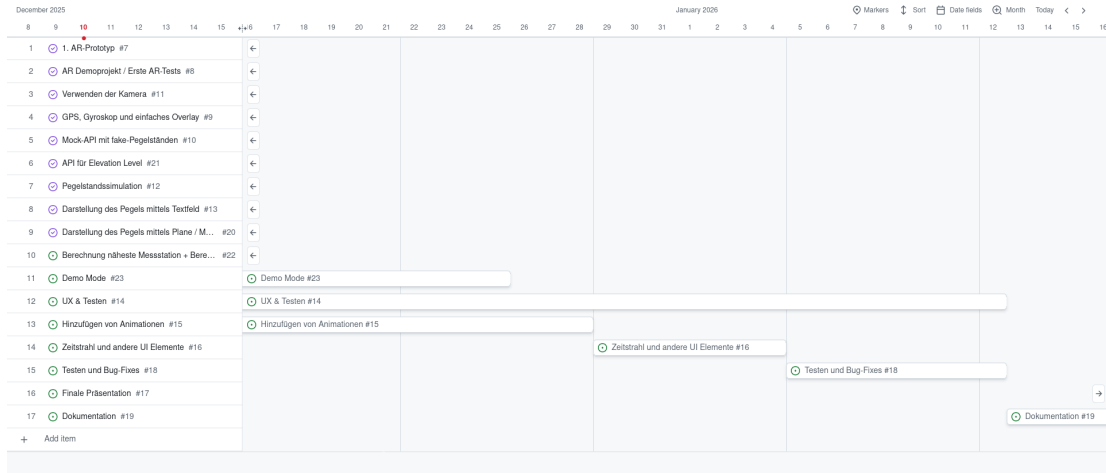 December 2025 January 2026 Markers Sort Date fields Month Today
8 9 10 11 12 13 14 15 16 17 18 19 20 21 22 23 24 25 26 27 28 29 30 31 1 2 3 4 5 6 7 8 9 10 11 12 13 14 15 16
1 1. AR-Prototyp #7
2 AR Demoprojekt / Erste AR-Tests #8
3 Verwenden der Kamera #11
4 GPS, Gyroskop und einfaches Overlay #9
5 Mock-API mit fake-Pegelständen #10
6 API für Elevation Level #21
7 Pegelstandssimulation #12
8 Darstellung des Pegels mittels Textfeld #13
9 Darstellung des Pegels mittels Plane / M... #20
10 Berechnung näheste Messstation + Bere... #22
11 Demo Mode #23 Demo Mode #23
12 UX & Testen #14 UX & Testen #14
13 Hinzufügen von Animationen #15 Hinzufügen von Animationen #15
14 Zeitstrahl und andere UI Elemente #16 Zeitstrahl und andere UI Elemente #16
15 Testen und Bug-Fixes #18 Testen und Bug-Fixes #18
16 Finale Präsentation #17
17 Dokumentation #19 Dokumentation #19
Add item